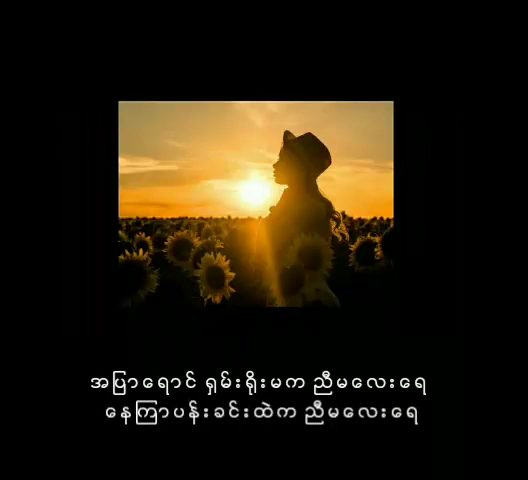 အပြာရောင် ရှမ်းရိုးမက ညီမလေးရေ
နေကြာပန်းခင်းထဲက ညီမလေးရေ